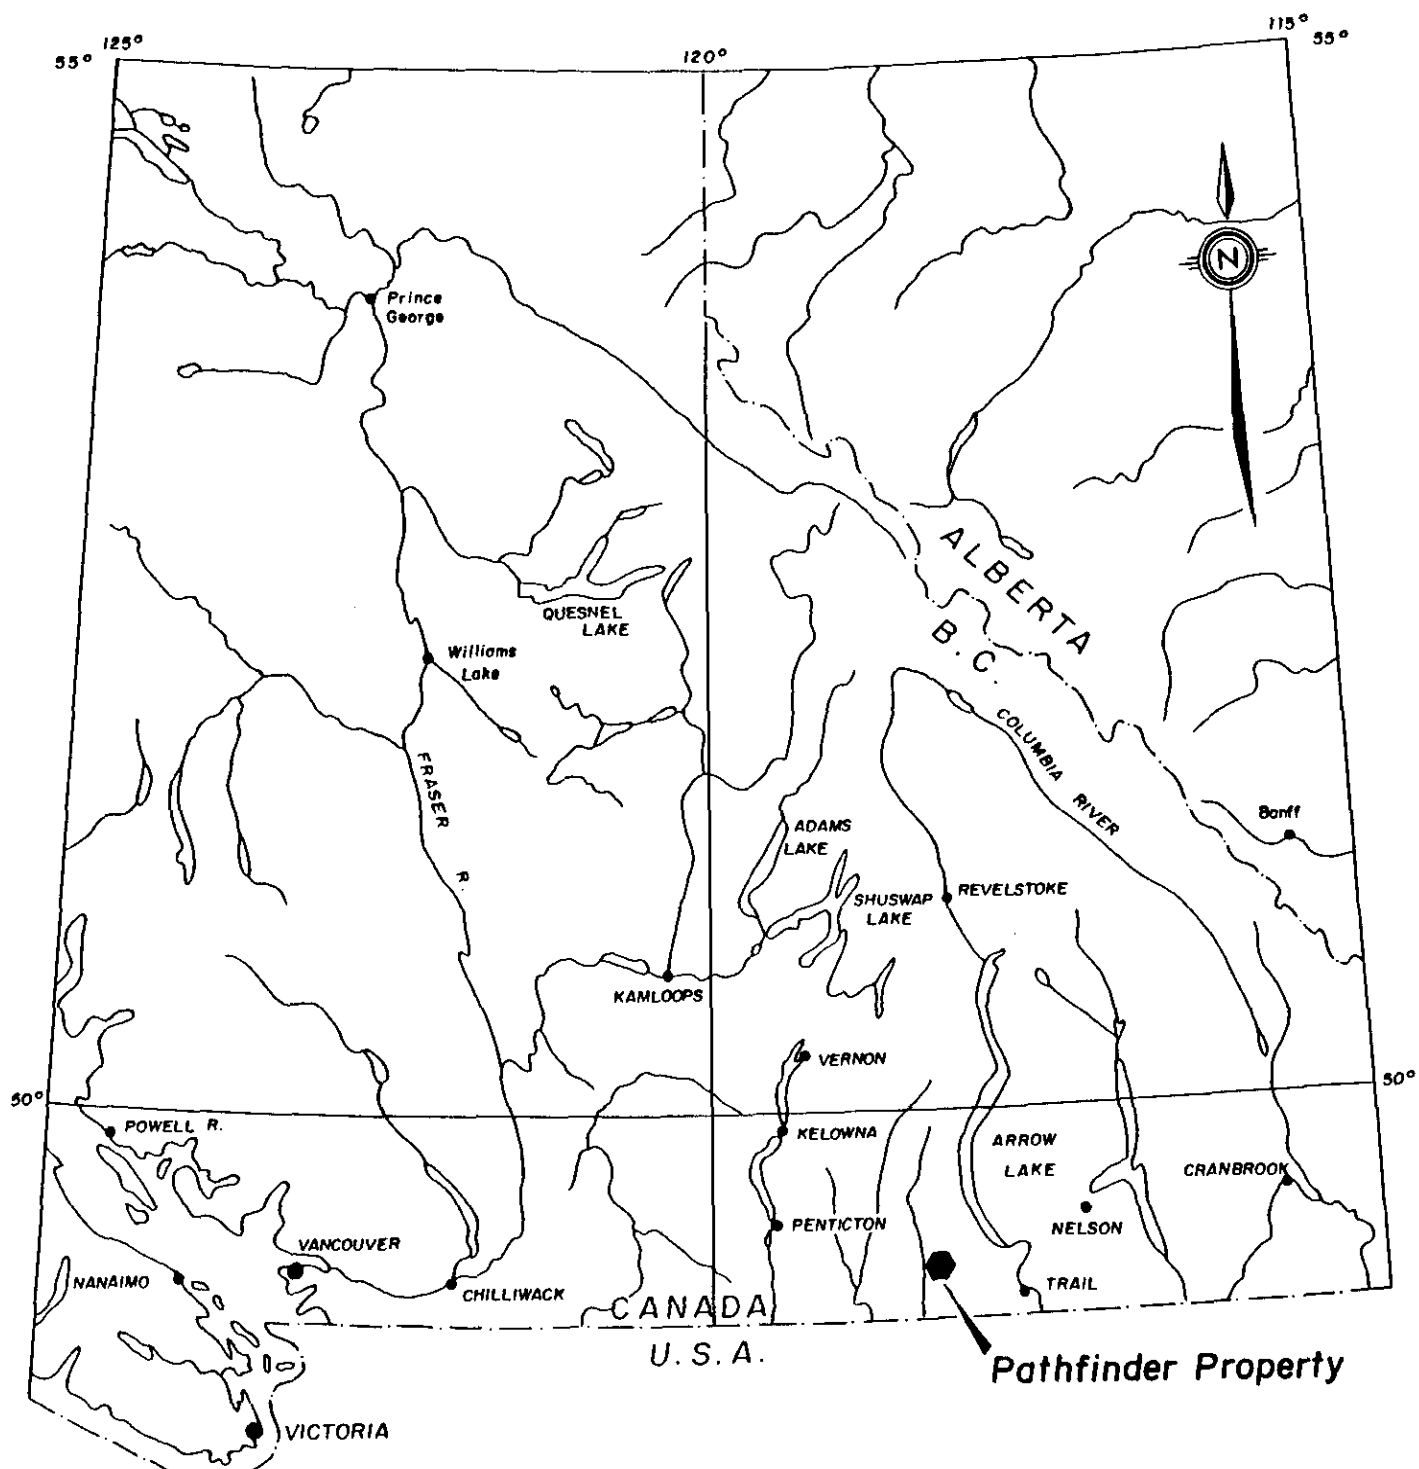 125°
55°
120°
115°
55°
N
Prince
George
ALBERTA
B.C.
QUESNEL
LAKE
Williams
Lake
FRASER R.
COLUMBIA RIVER
Banff
ADAMS
LAKE
SHUSWAP
LAKE
REVELSTOKE
KAMLOOPS
VERNON
50°
50°
POWELL R.
KELOWNA
ARROW
LAKE
CRANBROOK
PENTICTON
NELSON
VANCOUVER
NANAIMO
CHILLIWACK
TRAIL
CANADA
U.S.A.
Pathfinder Property
VICTORIA